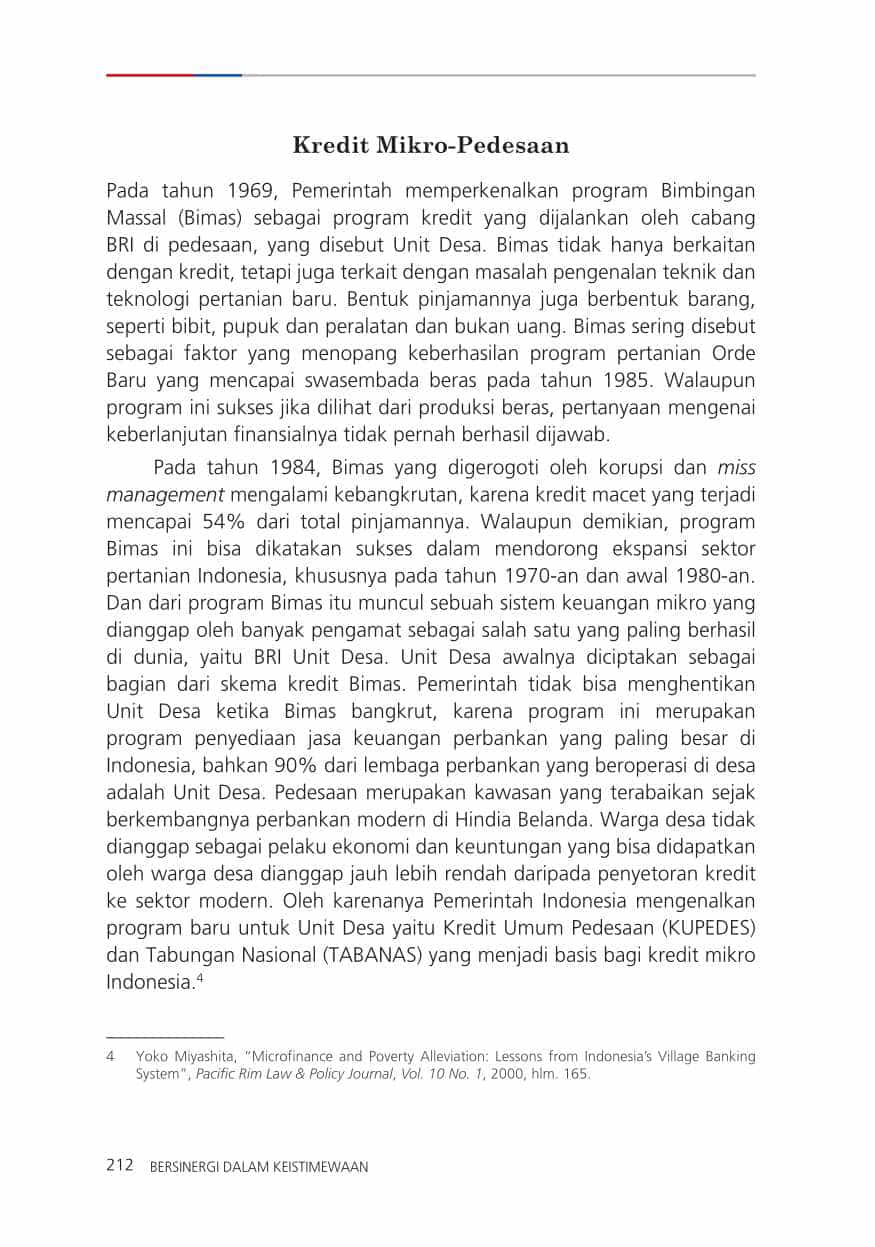 Kredit Mikro-Pedesaan
Pada tahun 1969, Pemerintah memperkenalkan program Bimbingan
Massal (Bimas) sebagai program kredit yang dijalankan oleh cabang
BRI di pedesaan, yang disebut Unit Desa. Bimas tidak hanya berkaitan
dengan kredit, tetapi juga terkait dengan masalah pengenalan teknik dan
teknologi pertanian baru. Bentuk pinjamannya juga berbentuk barang,
seperti bibit, pupuk dan peralatan dan bukan uang. Bimas sering disebut
sebagai faktor yang menopang keberhasilan program pertanian Orde
Baru yang mencapai swasembada beras pada tahun 1985. Walaupun
program ini sukses jika dilihat dari produksi beras, pertanyaan mengenai
keberlanjutan finansialnya tidak pernah berhasil dijawab.
Pada tahun 1984, Bimas yang digerogoti oleh korupsi dan miss
management mengalami kebangkrutan, karena kredit macet yang terjadi
mencapai 54% dari total pinjamannya. Walaupun demikian, program
Bimas ini bisa dikatakan sukses dalam mendorong ekspansi sektor
pertanian Indonesia, khususnya pada tahun 1970-an dan awal 1980-an.
Dan dari program Bimas itu muncul sebuah sistem keuangan mikro yang
dianggap oleh banyak pengamat sebagai salah satu yang paling berhasil
di dunia, yaitu BRI Unit Desa. Unit Desa awalnya diciptakan sebagai
bagian dari skema kredit Bimas. Pemerintah tidak bisa menghentikan
Unit Desa ketika Bimas bangkrut, karena program ini merupakan
program penyediaan jasa keuangan perbankan yang paling besar di
Indonesia, bahkan 90% dari lembaga perbankan yang beroperasi di desa
adalah Unit Desa. Pedesaan merupakan kawasan yang terabaikan sejak
berkembangnya perbankan modern di Hindia Belanda. Warga desa tidak
dianggap sebagai pelaku ekonomi dan keuntungan yang bisa didapatkan
oleh warga desa dianggap jauh lebih rendah daripada penyetoran kredit
ke sektor modern. Oleh karenanya Pemerintah Indonesia mengenalkan
program baru untuk Unit Desa yaitu Kredit Umum Pedesaan (KUPEDES)
dan Tabungan Nasional (TABANAS) yang menjadi basis bagi kredit mikro
Indonesia.4
4 Yoko Miyashita, “Microfinance and Poverty Alleviation: Lessons from Indonesia’s Village Banking
System”, Pacific Rim Law & Policy Journal, Vol. 10 No. 1, 2000, hlm. 165.
212 BERSINERGI DALAM KEISTIMEWAAN